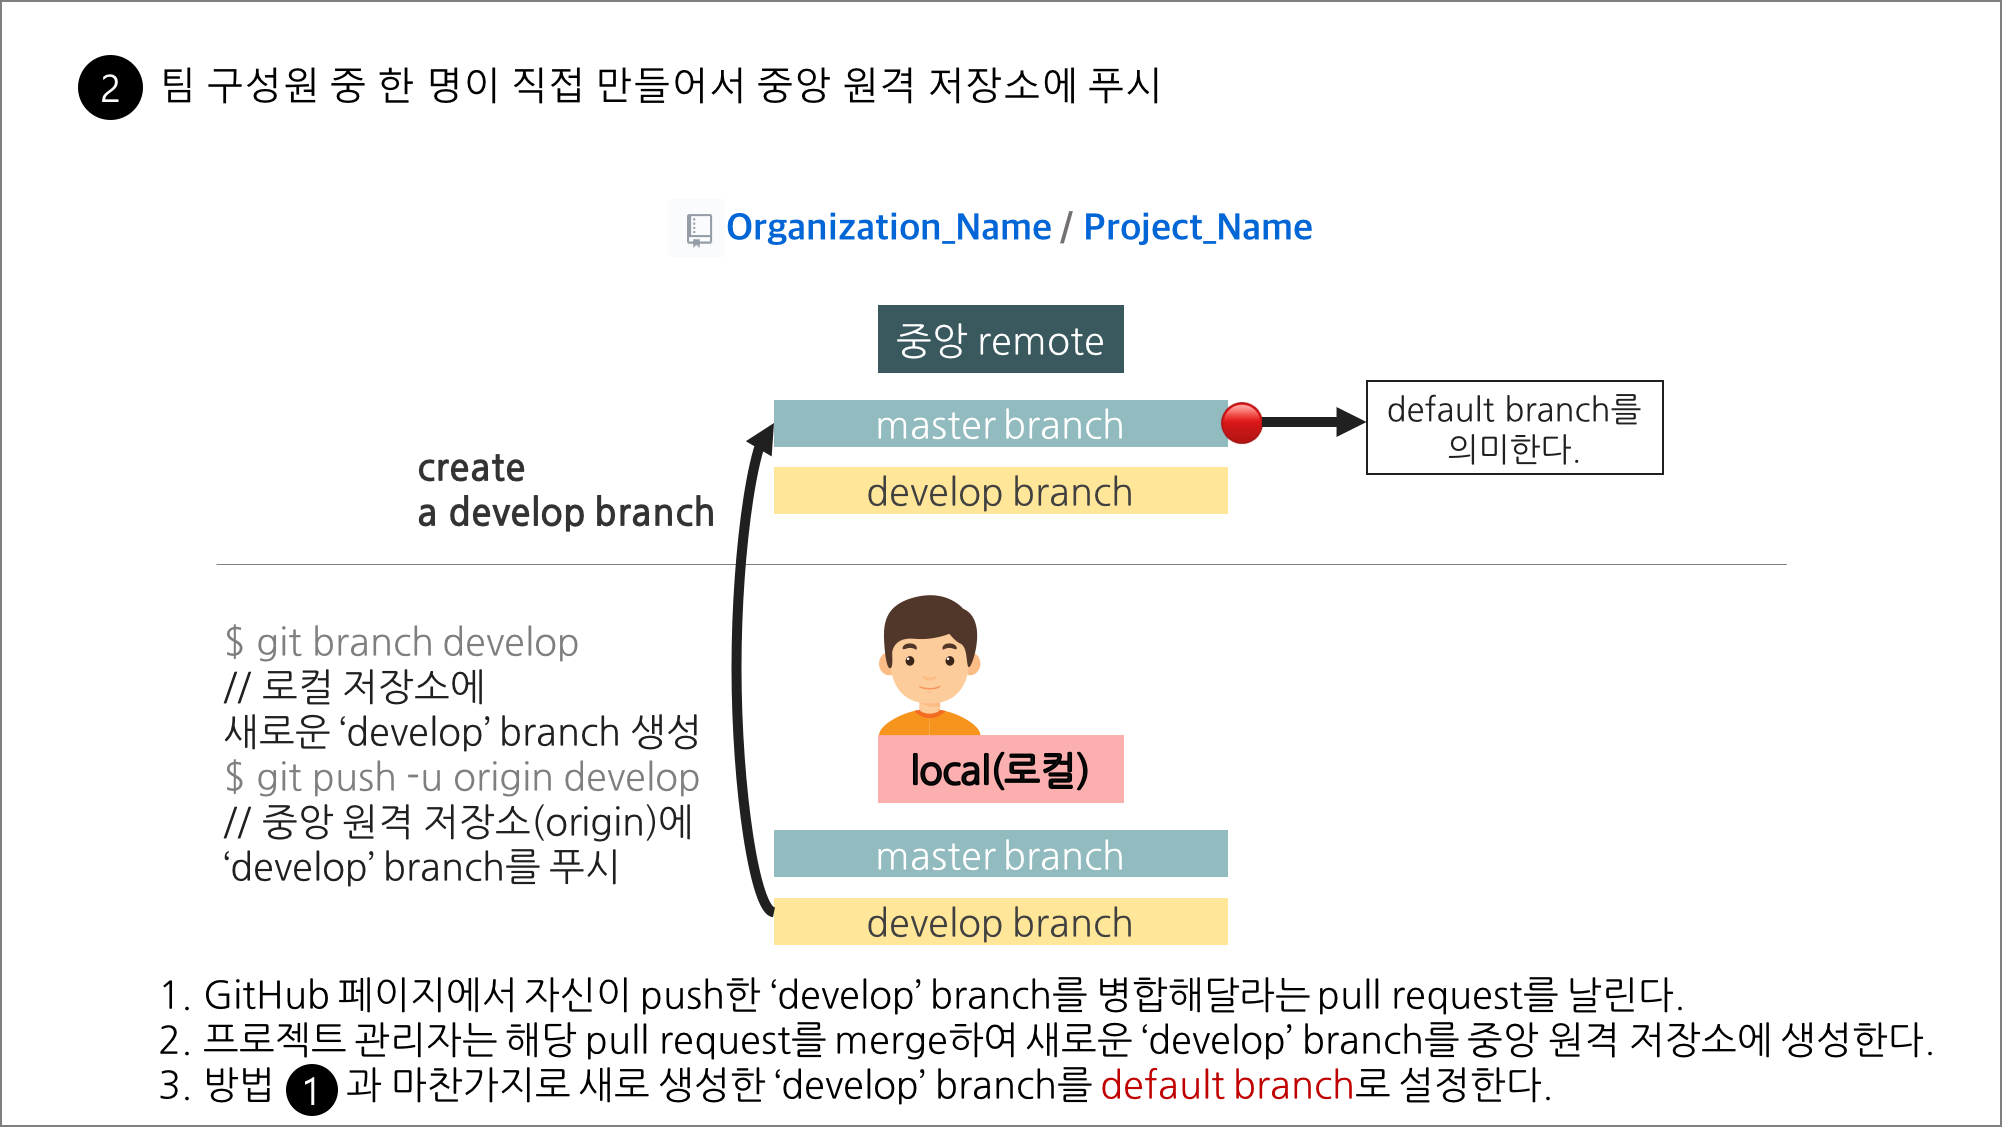 2 팀 구성원 중 한 명이 직접 만들어서 중앙 원격 저장소에 푸시
Organization_Name / Project_Name
중앙 remote
master branch
default branch를
의미한다.
create
a develop branch
develop branch
$ git branch develop
// 로컬 저장소에
새로운 ‘develop’ branch 생성
$ git push -u origin develop
// 중앙 원격 저장소(origin)에
‘develop’ branch를 푸시
local(로컬)
master branch
develop branch
1. GitHub 페이지에서 자신이 push한 ‘develop’ branch를 병합해달라는 pull request를 날린다.
2. 프로젝트 관리자는 해당 pull request를 merge하여 새로운 ‘develop’ branch를 중앙 원격 저장소에 생성한다.
3. 방법 1 과 마찬가지로 새로 생성한 ‘develop’ branch를 default branch로 설정한다.